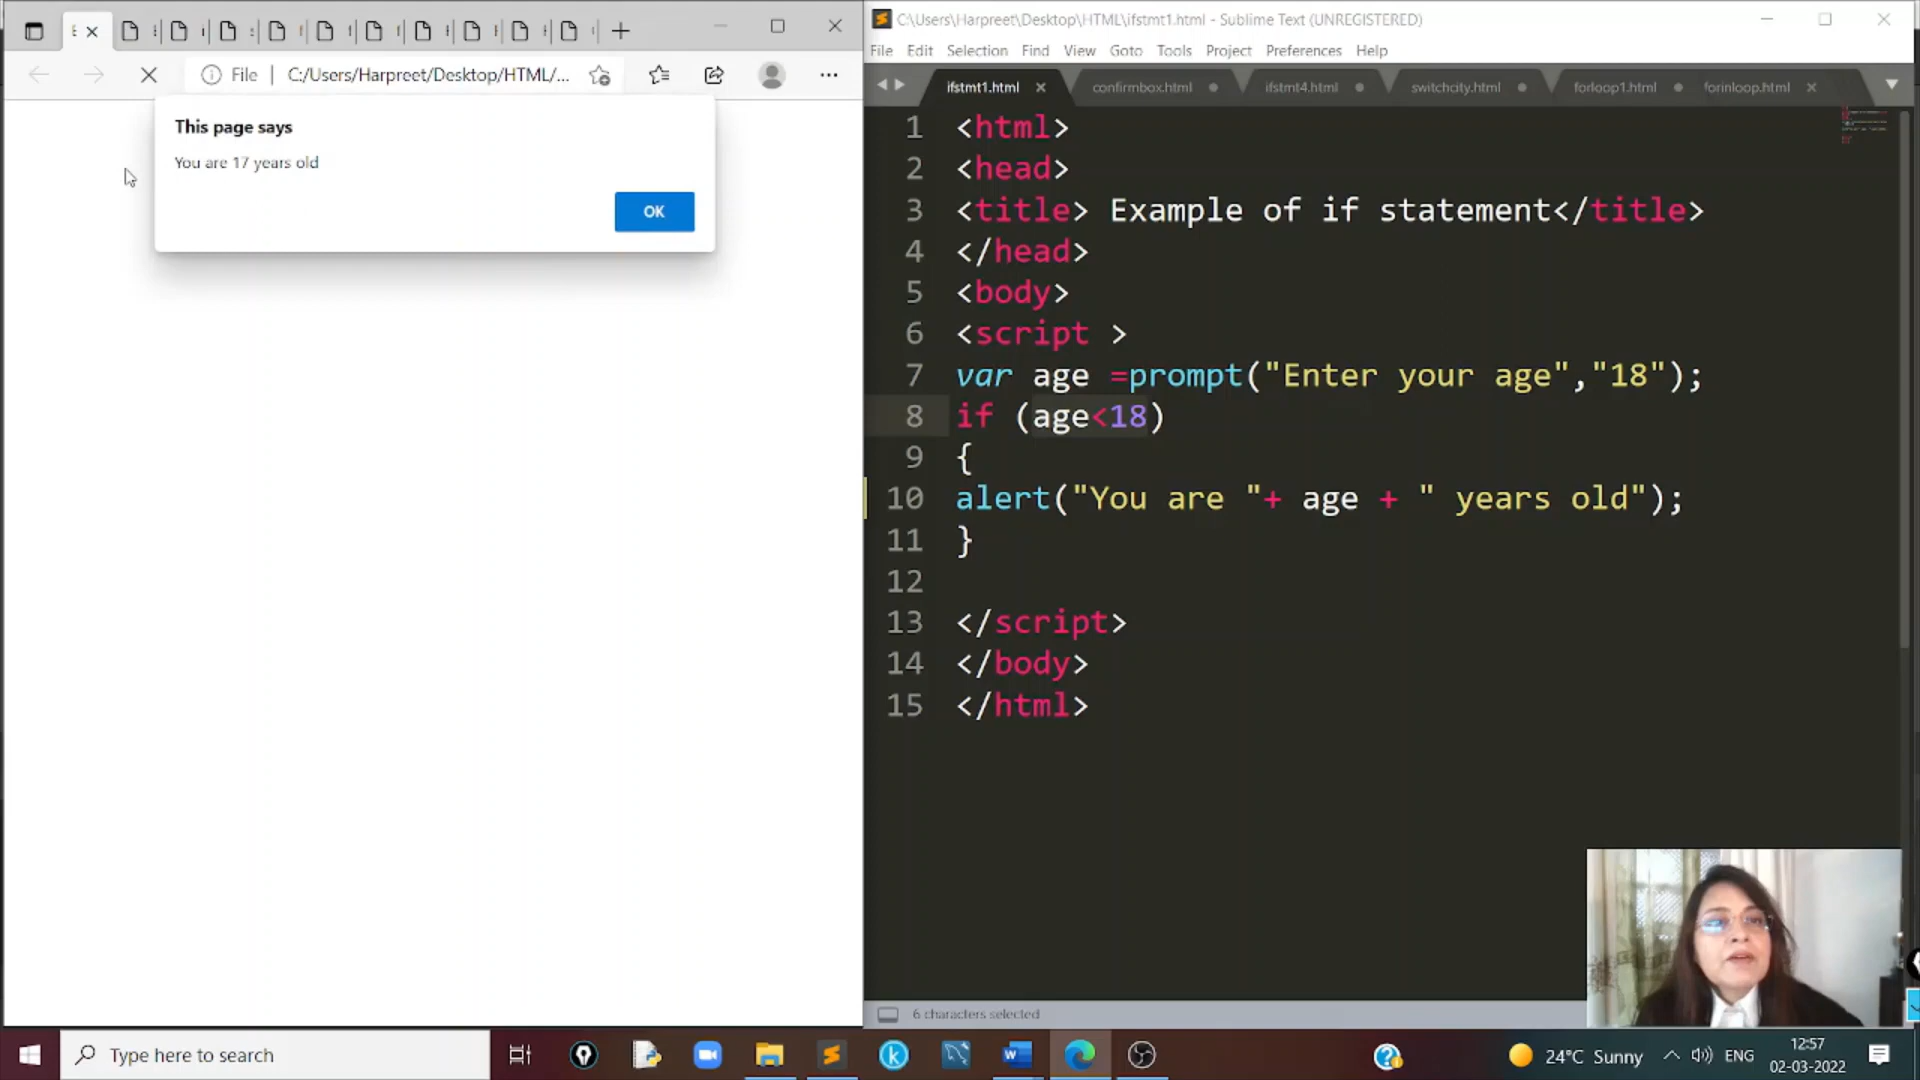 File C:/Users/Harpreet/Desktop/HTML/...
This page says
You are 17 years old
OK
C:\Users\Harpreet\Desktop\HTML\ifstmt1.html - Sublime Text (UNREGISTERED)
File Edit Selection Find View Goto Tools Project Preferences Help
ifstmt1.html confirmbox.html ifstmt4.html switchcity.html forloop1.html forinloop.html
1 <html>
2 <head>
3 <title> Example of if statement</title>
4 </head>
5 <body>
6 <script >
7 var age =prompt("Enter your age","18");
8 if (age<18)
9 {
10 alert("You are "+ age + " years old");
11 }
12
13 </script>
14 </body>
15 </html>
6 characters selected
Type here to search
24°C Sunny
ENG
12:57
02-03-2022